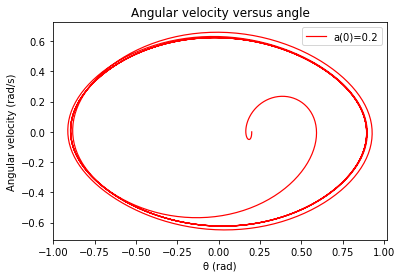 Angular velocity versus angle
a(0)=0.2
Angular velocity (rad/s)
0.6
0.4
0.2
0.0
−0.2
−0.4
−0.6
−1.00 −0.75 −0.50 −0.25 0.00 0.25 0.50 0.75 1.00
θ (rad)